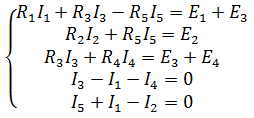 R₁I₁ + R₃I₃ − R₅I₅ = E₁ + E₃
R₂I₂ + R₅I₅ = E₂
R₃I₃ + R₄I₄ = E₃ + E₄
I₃ − I₁ − I₄ = 0
I₅ + I₁ − I₂ = 0